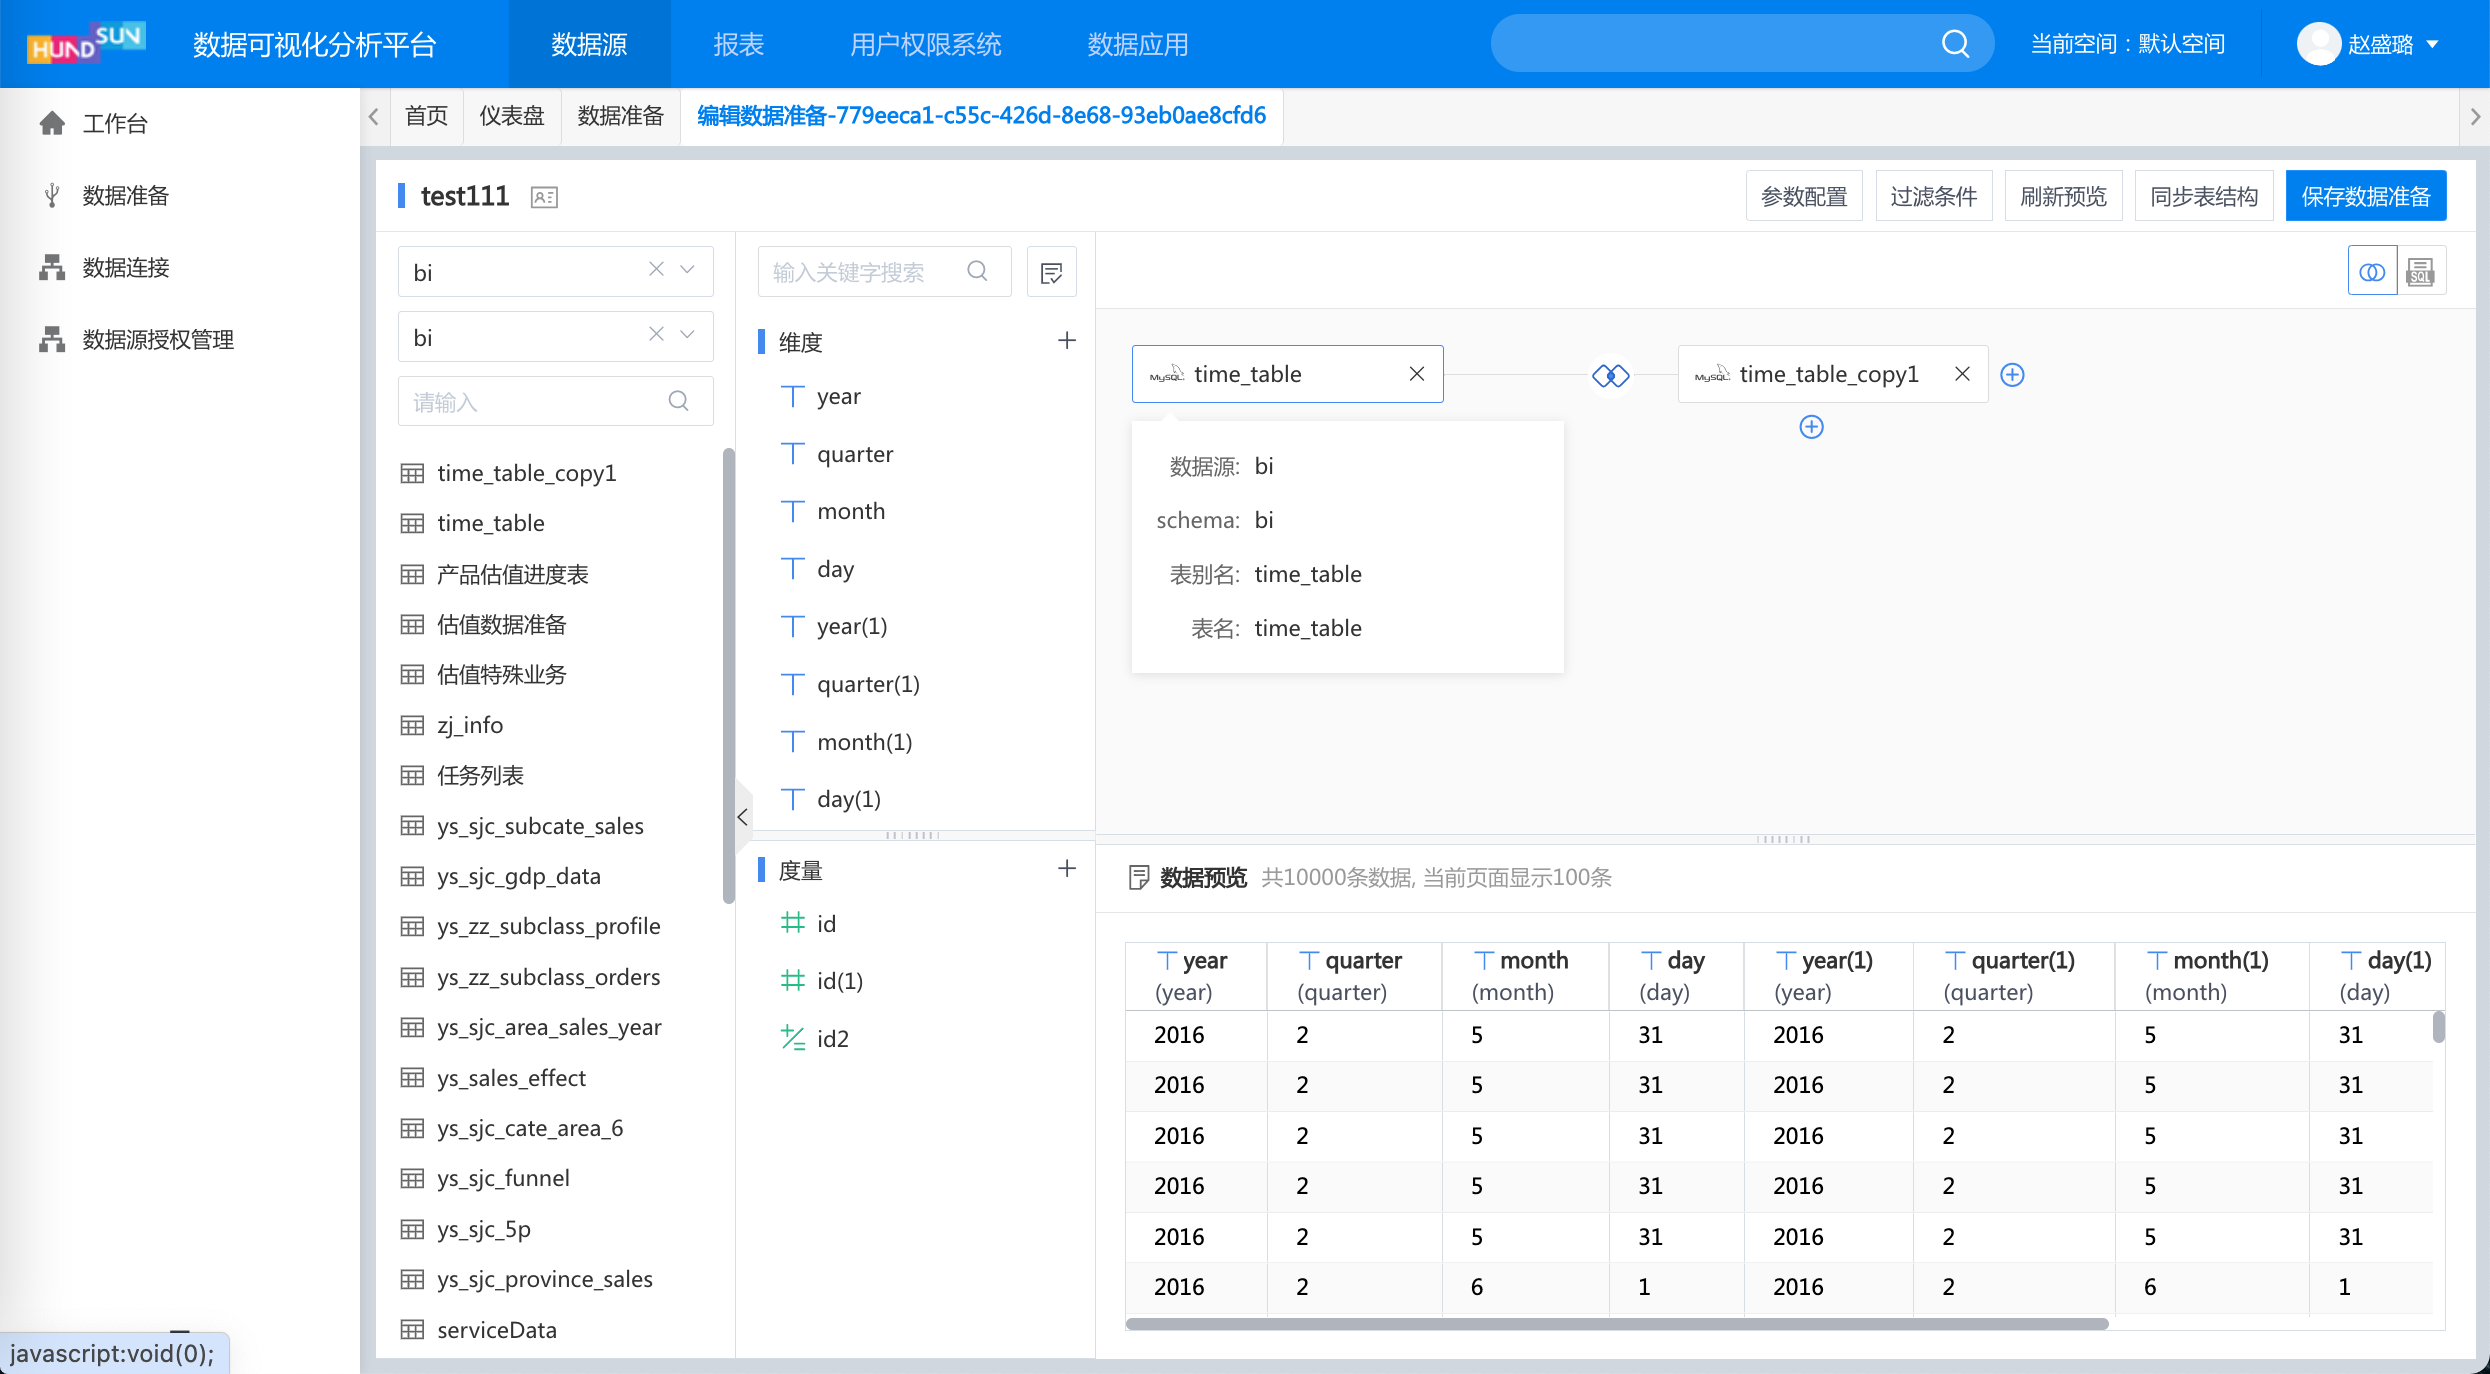 HUNDSUN 数据可视化分析平台 数据源 报表 用户权限系统 数据应用 当前空间：默认空间 赵盛璐
工作台
数据准备
数据连接
数据源授权管理
首页 仪表盘 数据准备 编辑数据准备-779eeca1-c55c-426d-8e68-93eb0ae8cfd6
test111 参数配置 过滤条件 刷新预览 同步表结构 保存数据准备
bi
bi
请输入
time_table_copy1
time_table
产品估值进度表
估值数据准备
估值特殊业务
zj_info
任务列表
ys_sjc_subcate_sales
ys_sjc_gdp_data
ys_zz_subclass_profile
ys_zz_subclass_orders
ys_sjc_area_sales_year
ys_sales_effect
ys_sjc_cate_area_6
ys_sjc_funnel
ys_sjc_5p
ys_sjc_province_sales
serviceData
输入关键字搜索
维度
year
quarter
month
day
year(1)
quarter(1)
month(1)
day(1)
度量
id
id(1)
id2
SQL
MySQL time_table
MySQL time_table_copy1
数据源: bi
schema: bi
表别名: time_table
表名: time_table
数据预览 共10000条数据, 当前页面显示100条
year quarter month day year(1) quarter(1) month(1) day(1)
(year) (quarter) (month) (day) (year) (quarter) (month) (day)
2016 2 5 31 2016 2 5 31
2016 2 5 31 2016 2 5 31
2016 2 5 31 2016 2 5 31
2016 2 5 31 2016 2 5 31
2016 2 5 31 2016 2 5 31
2016 2 6 1 2016 2 6 1
javascript:void(0);